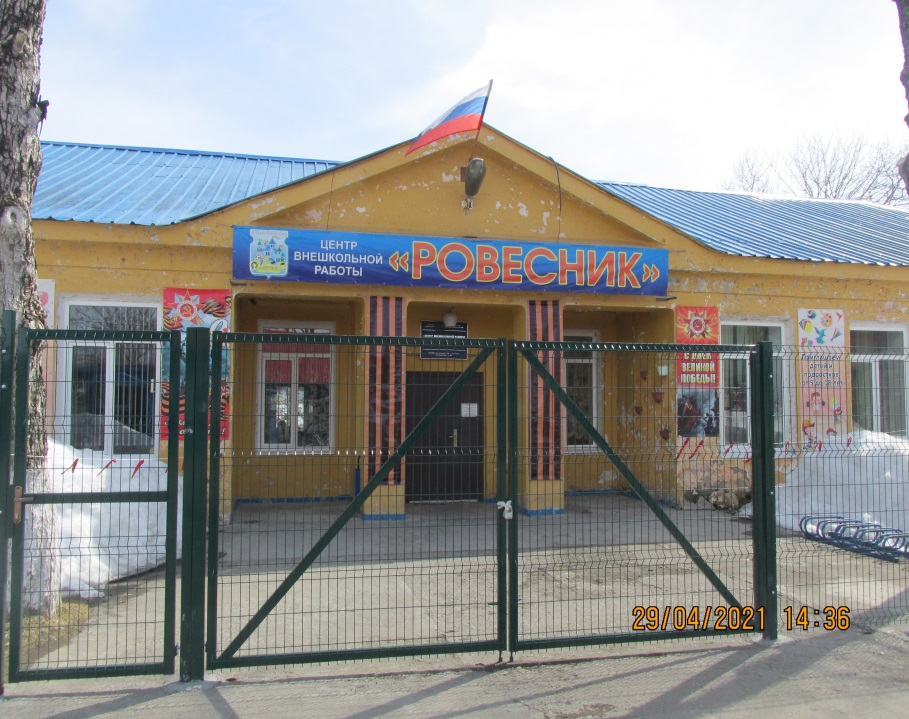 ЦЕНТР
ВНЕШКОЛЬНОЙ
РАБОТЫ
«РОВЕСНИК»
С ДНЕМ
ВЕЛИКОЙ
ПОБЕДЫ!
29/04/2021 14:36